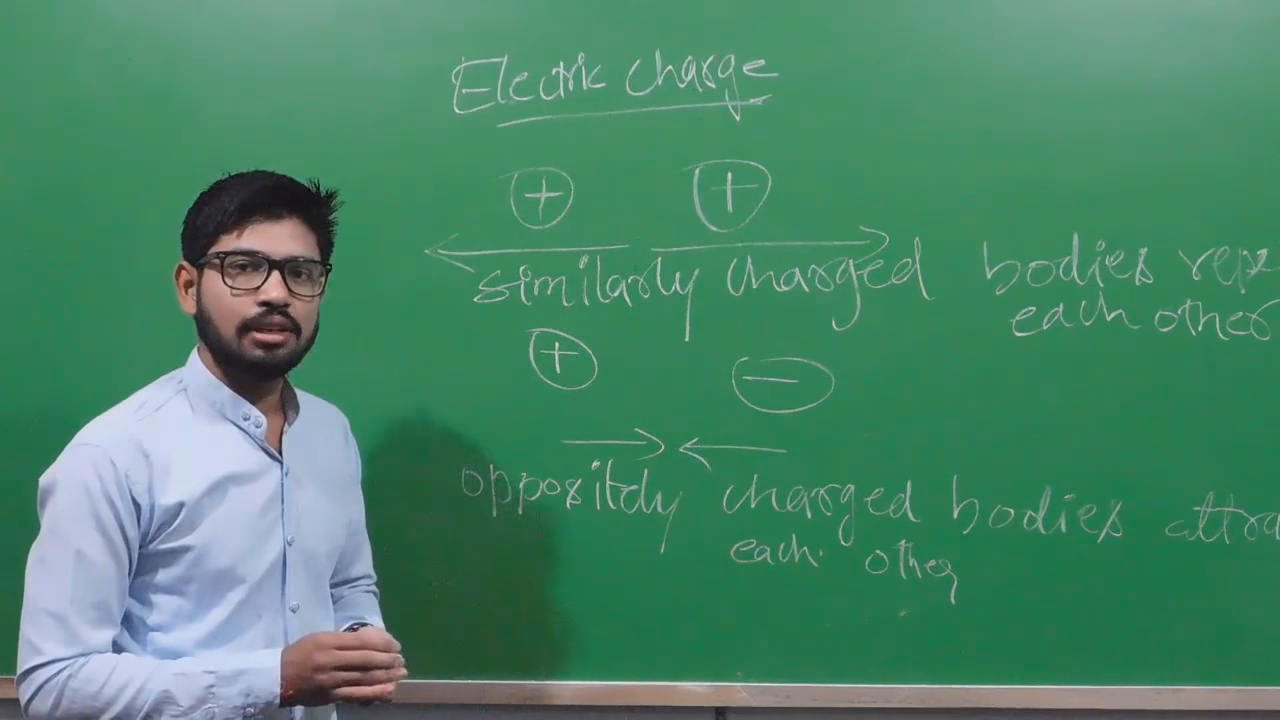 Electric charge
+ +
similarly charged bodies
each other
+ −
oppositely charged bodies
each other